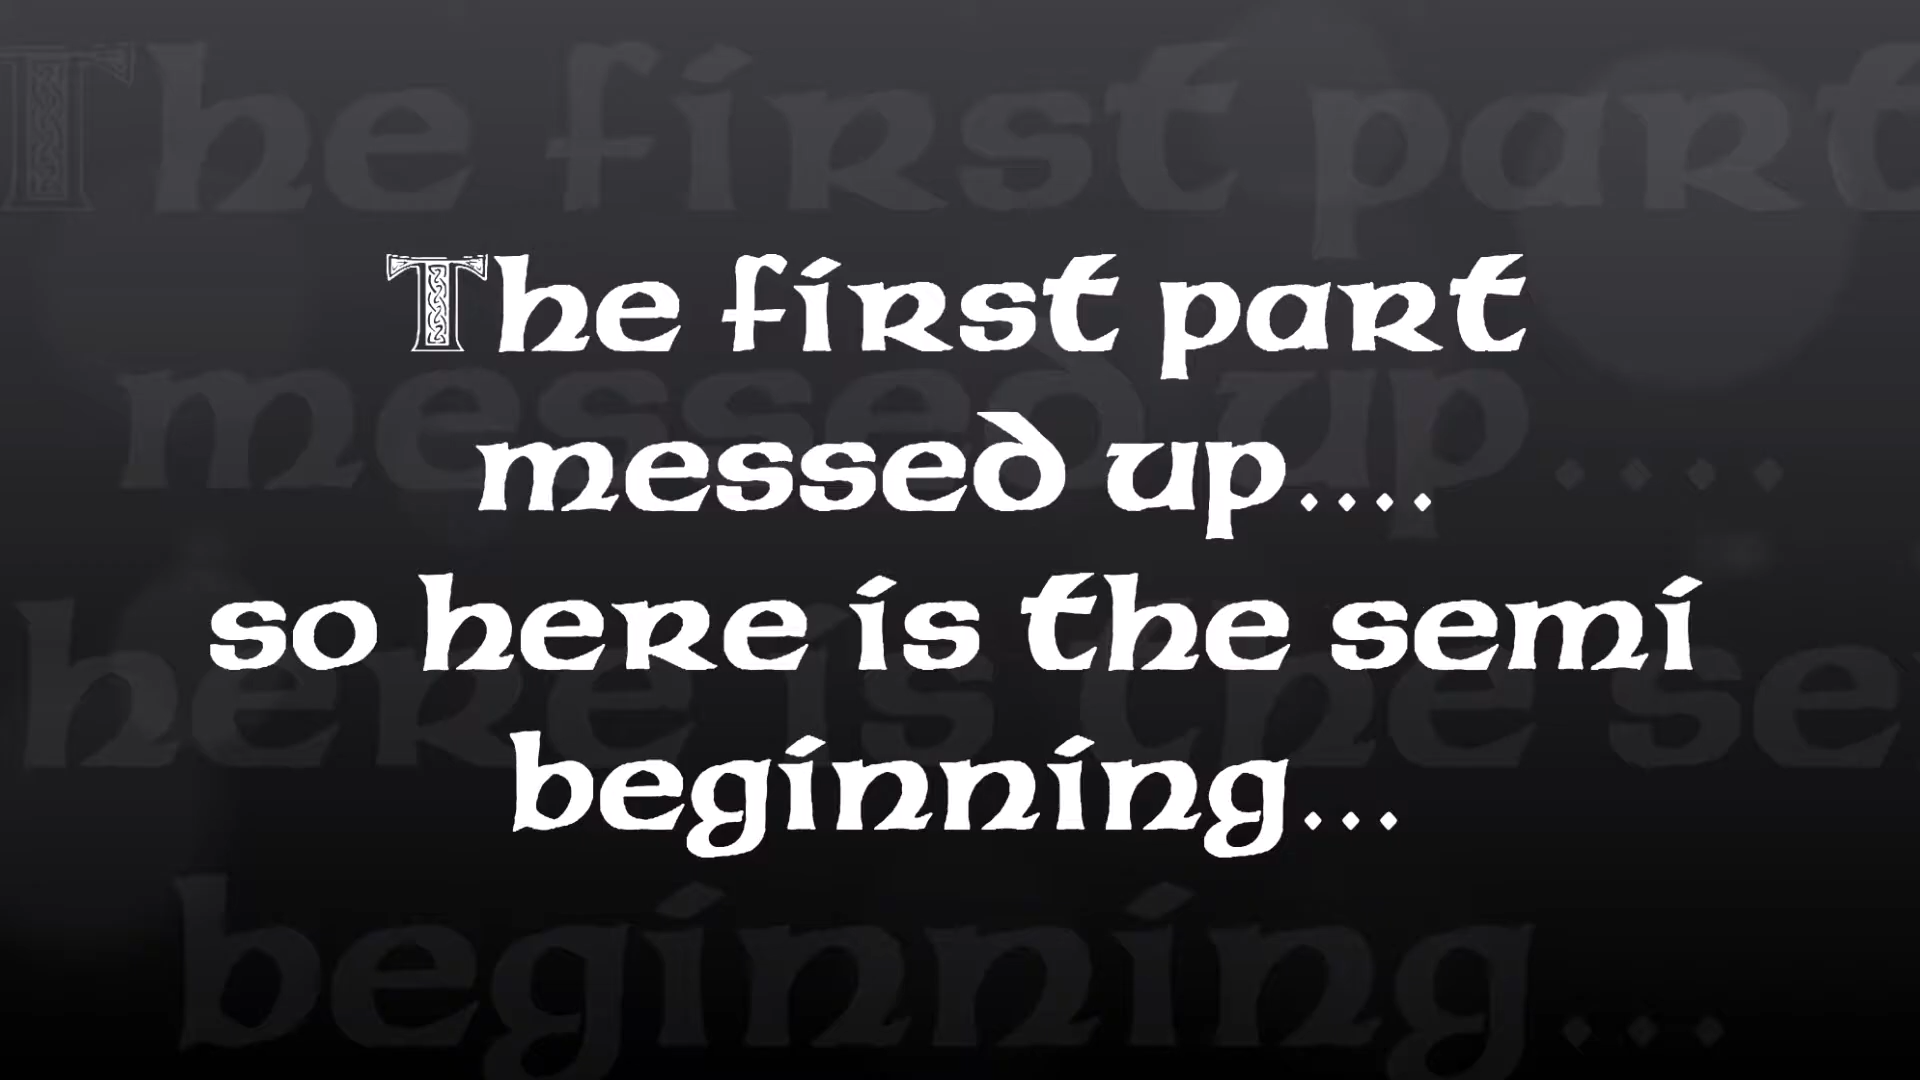 The first part
messed up....
so here is the semi
beginning...